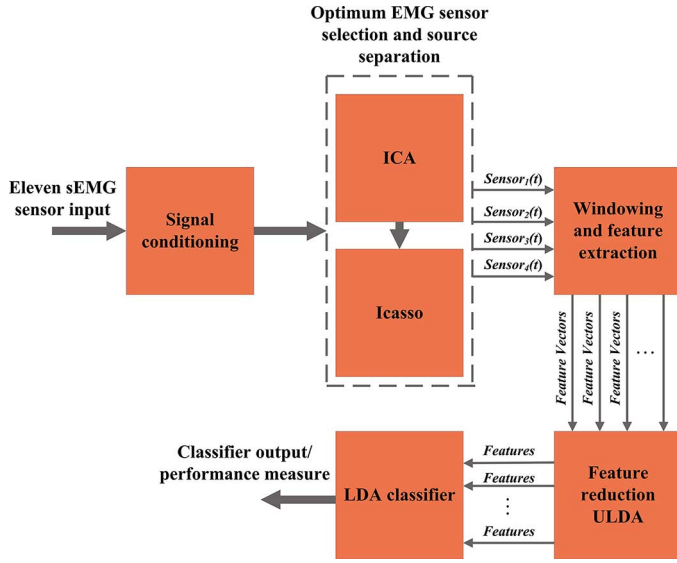 Optimum EMG sensor
selection and source
separation
Eleven sEMG
sensor input
Signal
conditioning
ICA
Icasso
Sensor₁(t)
Sensor₂(t)
Sensor₃(t)
Sensor₄(t)
Windowing
and feature
extraction
Feature Vectors
Feature Vectors
Feature Vectors
...
Feature
reduction
ULDA
Features
Features
⋮
Features
LDA classifier
Classifier output/
performance measure